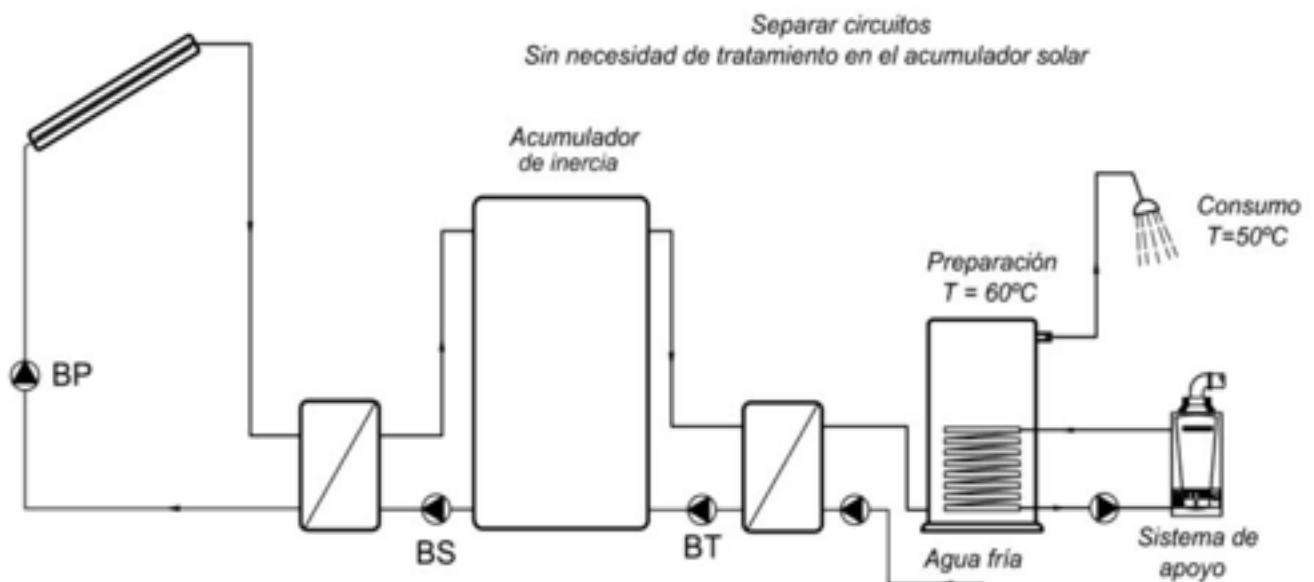 Separar circuitos
Sin necesidad de tratamiento en el acumulador solar
Acumulador
de inercia
Consumo
T=50ºC
Preparación
T = 60ºC
BP
BS
BT
Agua fría
Sistema de
apoyo